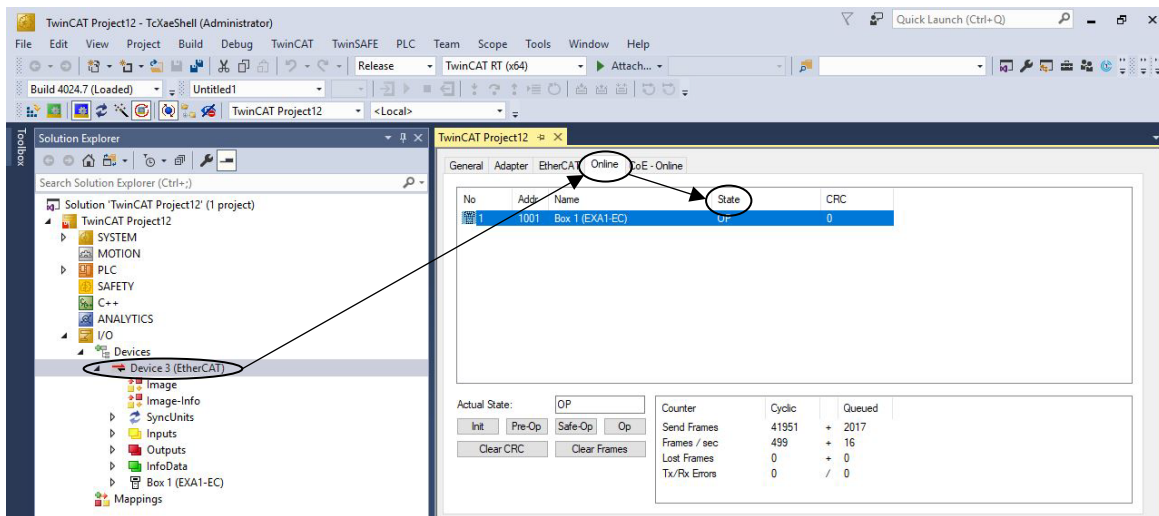 TwinCAT Project12 - TcXaeShell (Administrator)
Quick Launch (Ctrl+Q)
File Edit View Project Build Debug TwinCAT TwinSAFE PLC Team Scope Tools Window Help
Release TwinCAT RT (x64) Attach...
Build 4024.7 (Loaded) Untitled1
TwinCAT Project12 <Local>
Toolbox
Solution Explorer
Search Solution Explorer (Ctrl+;)
Solution 'TwinCAT Project12' (1 project)
TwinCAT Project12
SYSTEM
MOTION
PLC
SAFETY
C++
ANALYTICS
I/O
Devices
Device 3 (EtherCAT)
Image
Image-Info
SyncUnits
Inputs
Outputs
InfoData
Box 1 (EXA1-EC)
Mappings
TwinCAT Project12
General Adapter EtherCAT Online CoE - Online
No Addr Name State CRC
1 1001 Box 1 (EXA1-EC) OP 0
Actual State: OP
Init Pre-Op Safe-Op Op
Clear CRC Clear Frames
Counter Cyclic Queued
Send Frames 41951 + 2017
Frames / sec 499 + 16
Lost Frames 0 + 0
Tx/Rx Errors 0 / 0